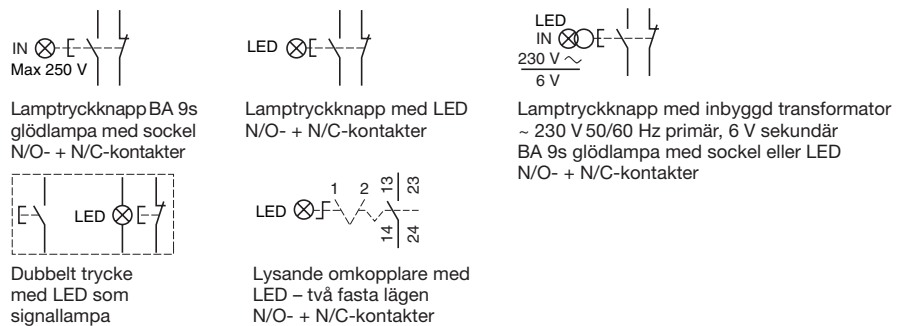 IN
Max 250 V
Lamptryckknapp BA 9s
glödlampa med sockel
N/O- + N/C-kontakter
LED
Lamptryckknapp med LED
N/O- + N/C-kontakter
LED
IN
230 V ~
6 V
Lamptryckknapp med inbyggd transformator
~ 230 V 50/60 Hz primär, 6 V sekundär
BA 9s glödlampa med sockel eller LED
N/O- + N/C-kontakter
LED
Dubbelt trycke
med LED som
signallampa
1 2 13 23
LED
14 24
Lysande omkopplare med
LED – två fasta lägen
N/O- + N/C-kontakter